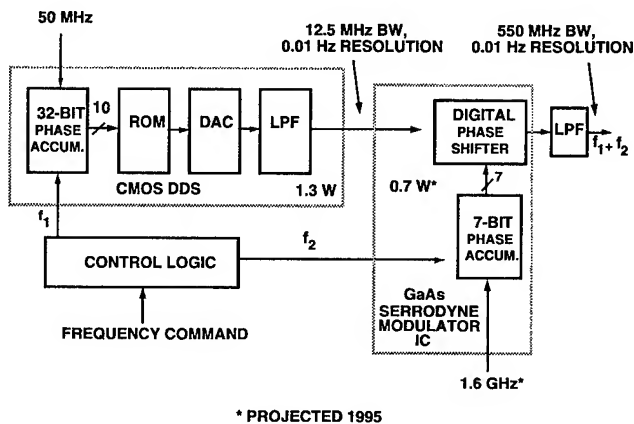 50 MHz
12.5 MHz BW,
0.01 Hz RESOLUTION
550 MHz BW,
0.01 Hz RESOLUTION
32-BIT
PHASE
ACCUM.
10
ROM
DAC
LPF
CMOS DDS
1.3 W
DIGITAL
PHASE
SHIFTER
LPF
f1+ f2
0.7 W*
7
7-BIT
PHASE
ACCUM.
f1
CONTROL LOGIC
f2
GaAs
SERRODYNE
MODULATOR
IC
FREQUENCY COMMAND
1.6 GHz*
* PROJECTED 1995